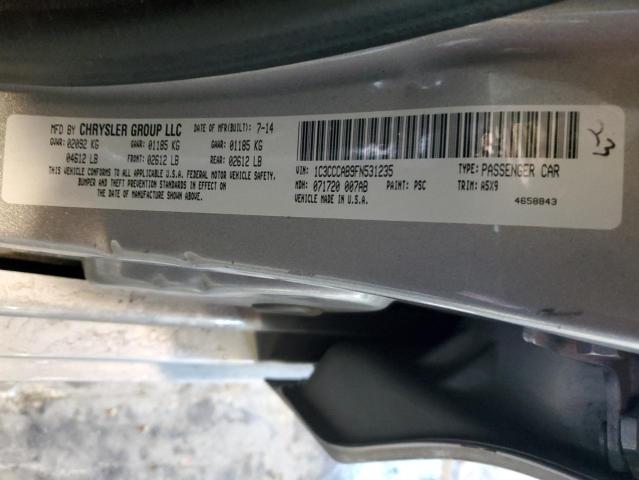 MFD BY CHRYSLER GROUP LLC DATE OF MFR(BUILT): 7-14
GVWR: 02092 KG GAWR: 01185 KG GAWR: 01185 KG
04612 LB FRONT: 02612 LB REAR: 02612 LB
THIS VEHICLE CONFORMS TO ALL APPLICABLE U.S.A. FEDERAL MOTOR VEHICLE SAFETY,
BUMPER AND THEFT PREVENTION STANDARDS IN EFFECT ON
THE DATE OF MANUFACTURE SHOWN ABOVE.
VIN: 1C3CCCAB9FN531235 TYPE: PASSENGER CAR
MDH: 071720 007AB PAINT: PSC TRIM: A5X9
VEHICLE MADE IN U.S.A.
4658843